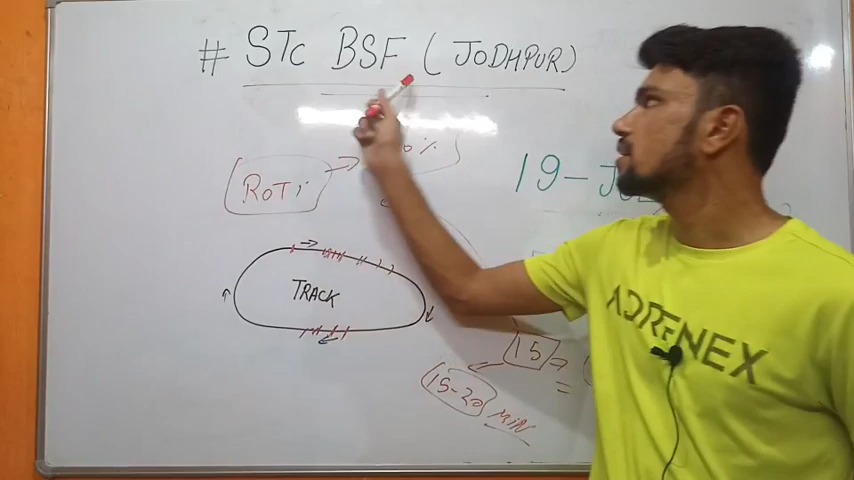 # STC BSF (JODHPUR)
ROTI
19-
TRACK
15
15-20 MIN
ADRENEX